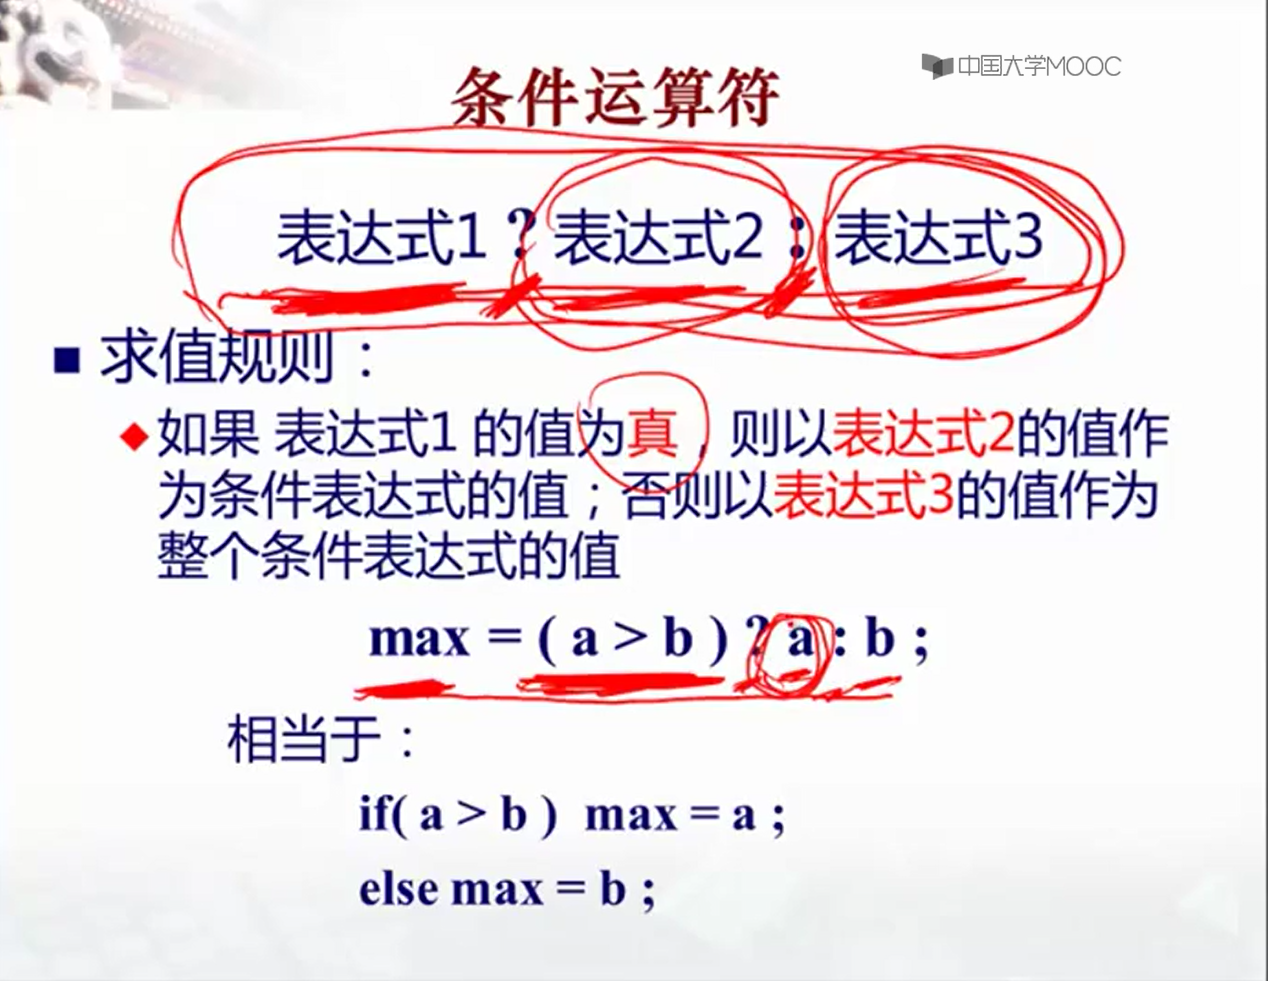 中国大学MOOC
条件运算符
表达式1 ? 表达式2 : 表达式3
求值规则：
如果 表达式1 的值为真，则以表达式2的值作
为条件表达式的值；否则以表达式3的值作为
整个条件表达式的值
max = ( a > b ) ? a : b ;
相当于：
if( a > b ) max = a ;
else max = b ;